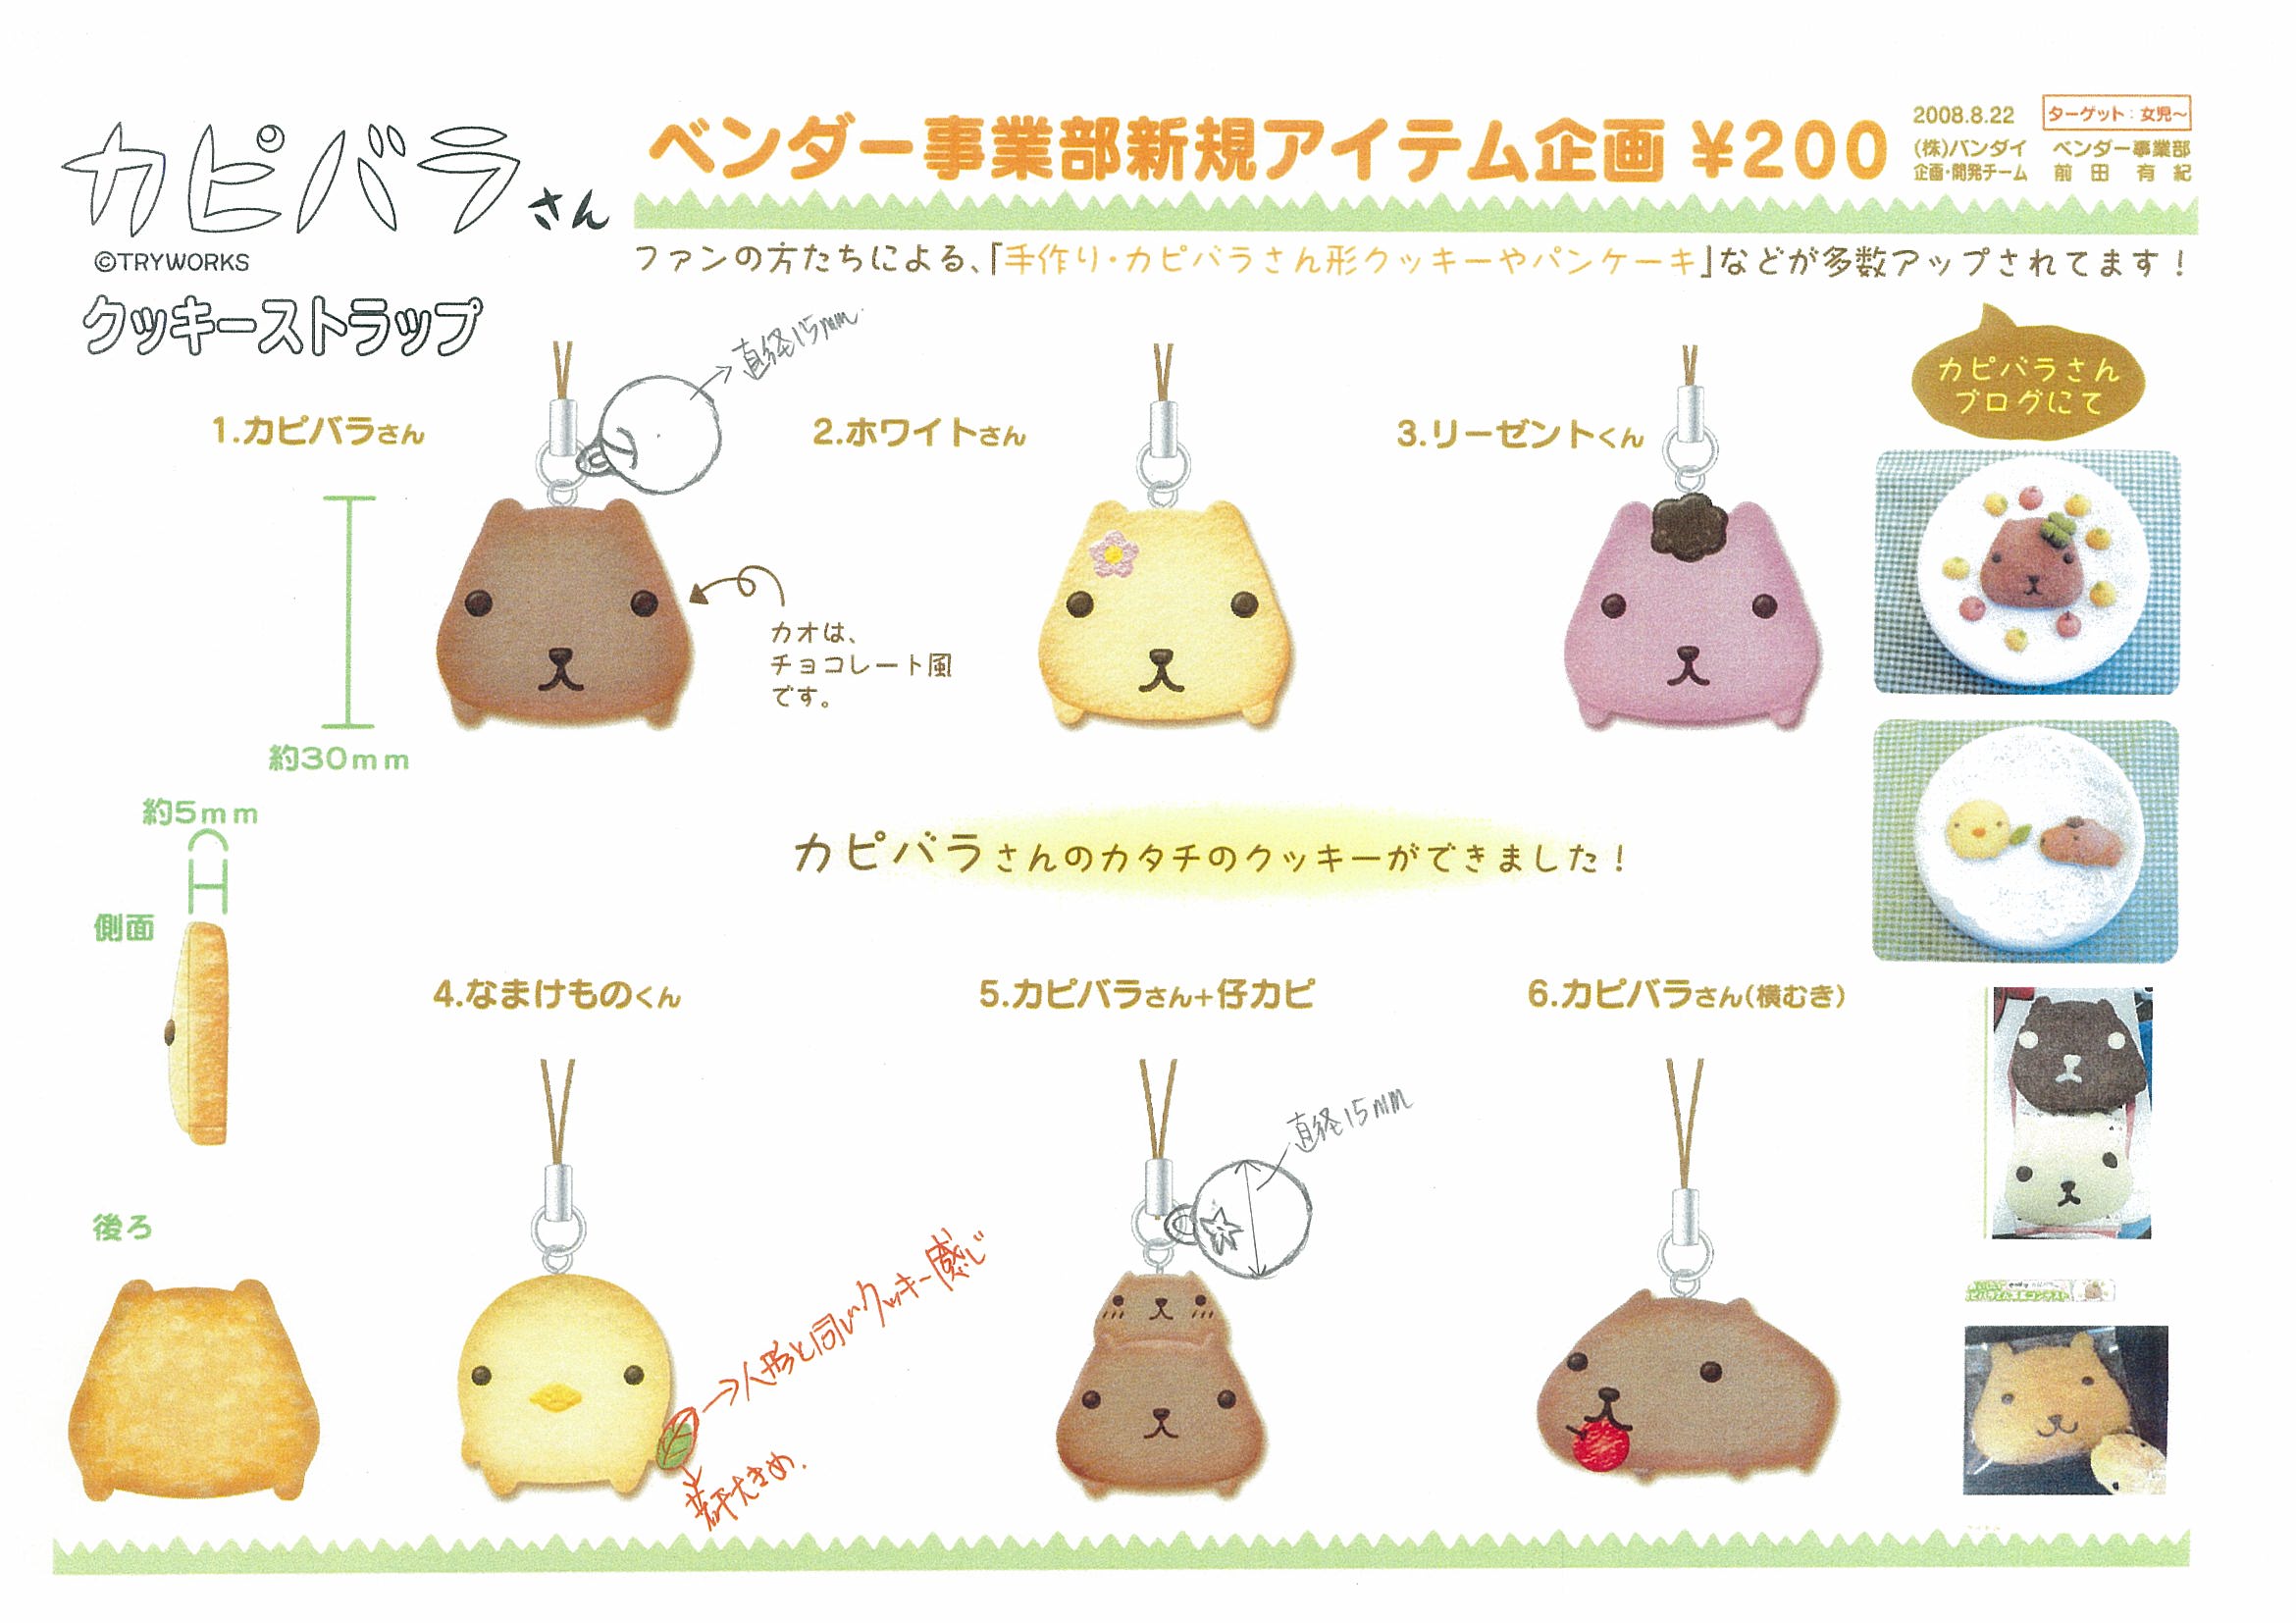 カピバラさん
©TRYWORKS
クッキーストラップ
ベンダー事業部新規アイテム企画 ¥200
2008.8.22
ターゲット:女児～
(株)バンダイ ベンダー事業部
企画・開発チーム 前田 有紀
ファンの方たちによる、「手作り・カピバラさん形クッキーやパンケーキ」などが多数アップされてます！
カピバラさん
ブログにて
直径15mm
1.カピバラさん
2.ホワイトさん
3.リーゼントくん
カオは、
チョコレート風
です。
約30mm
約5mm
側面
カピバラさんのカタチのクッキーができました！
4.なまけものくん
5.カピバラさん+仔カピ
6.カピバラさん(横むき)
直径15mm
後ろ
→人形と同じクッキー感じ
若干大きめ.